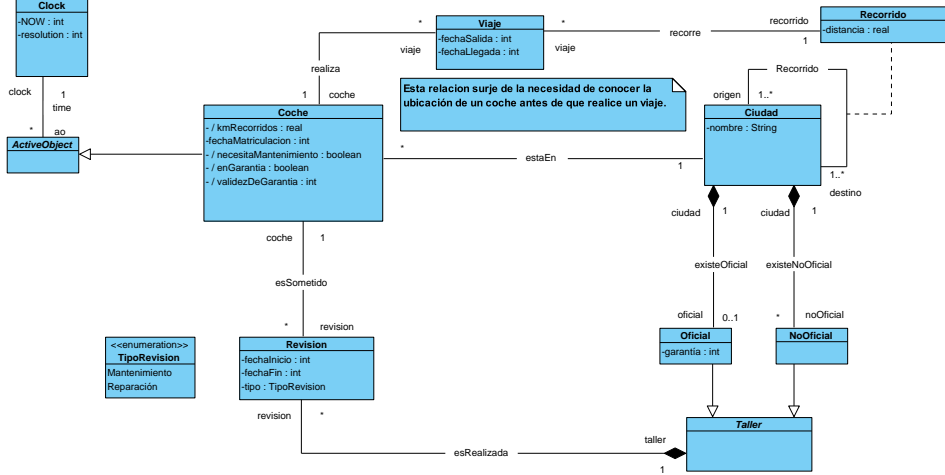 Clock
-NOW : int
-resolution : int
clock
1
time
*
ao
ActiveObject
Viaje
-fechaSalida : int
-fechaLlegada : int
*
viaje
*
viaje
recorre
recorrido
1
Recorrido
-distancia : real
realiza
1
coche
Esta relacion surje de la necesidad de conocer la
ubicación de un coche antes de que realice un viaje.
Recorrido
origen
1..*
Coche
- / kmRecorridos : real
-fechaMatriculacion : int
- / necesitaMantenimiento : boolean
- / enGarantia : boolean
- / validezDeGarantia : int
*
estaEn
1
Ciudad
-nombre : String
1..*
destino
ciudad
1
ciudad
1
coche
1
esSometido
*
revision
existeOficial
existeNoOficial
oficial
0..1
*
noOficial
<<enumeration>>
TipoRevision
Mantenimiento
Reparación
Revision
-fechaInicio : int
-fechaFin : int
-tipo : TipoRevision
Oficial
-garantía : int
NoOficial
revision
*
esRealizada
taller
1
Taller